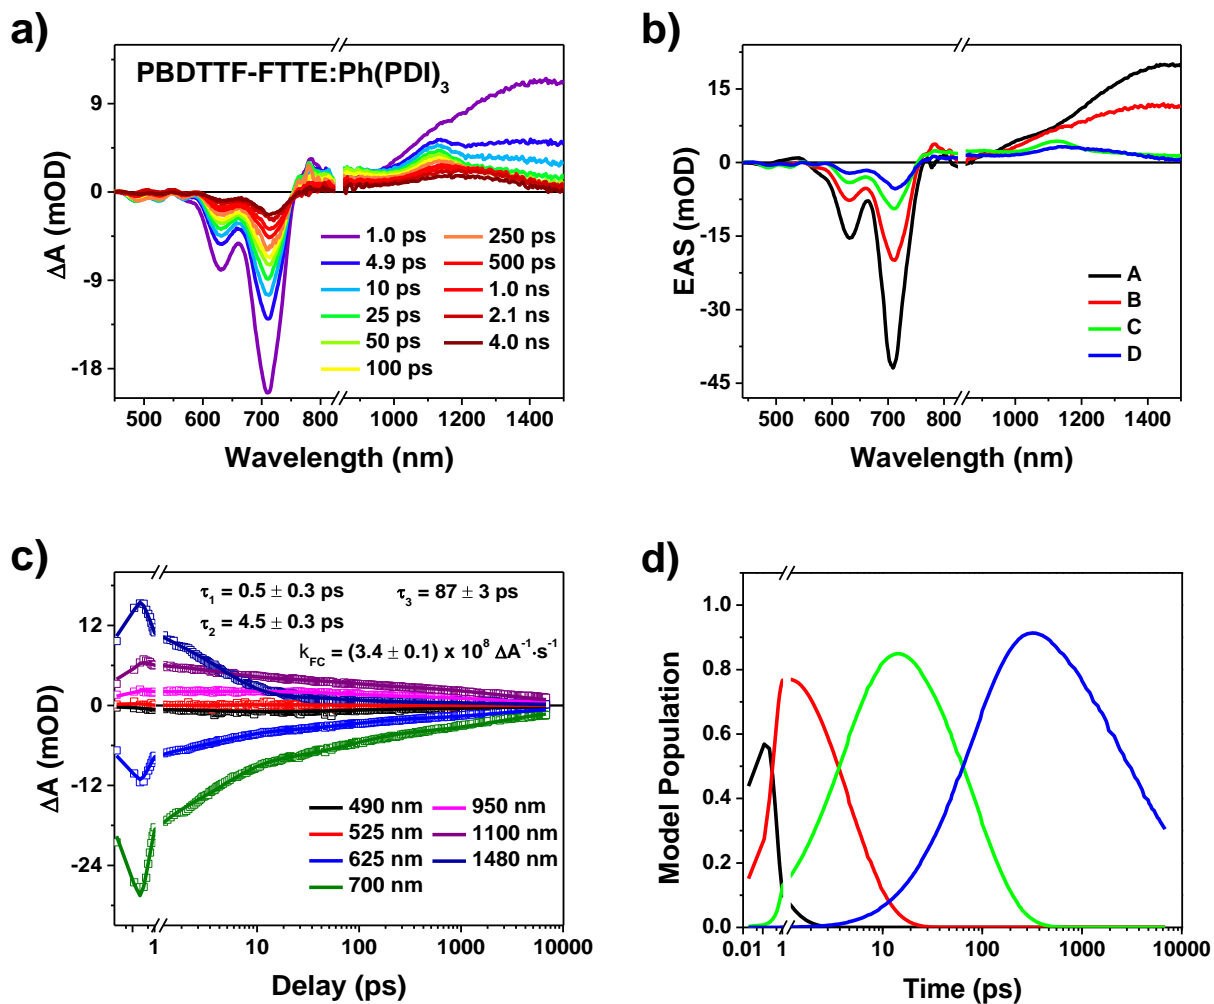 a)
PBDTTF-FTTE:Ph(PDI)₃
ΔA (mOD)
9
0
-9
-18
1.0 ps
4.9 ps
10 ps
25 ps
50 ps
100 ps
250 ps
500 ps
1.0 ns
2.1 ns
4.0 ns
500 600 700 800 1000 1200 1400
Wavelength (nm)
b)
EAS (mOD)
15
0
-15
-30
-45
A
B
C
D
500 600 700 800 1000 1200 1400
Wavelength (nm)
c)
τ₁ = 0.5 ± 0.3 ps
τ₃ = 87 ± 3 ps
τ₂ = 4.5 ± 0.3 ps
k_FC = (3.4 ± 0.1) x 10⁸ ΔA⁻¹·s⁻¹
ΔA (mOD)
12
0
-12
-24
490 nm
525 nm
625 nm
700 nm
950 nm
1100 nm
1480 nm
1 10 100 1000 10000
Delay (ps)
d)
Model Population
1.0
0.8
0.6
0.4
0.2
0.0
0.01 1 10 100 1000 10000
Time (ps)